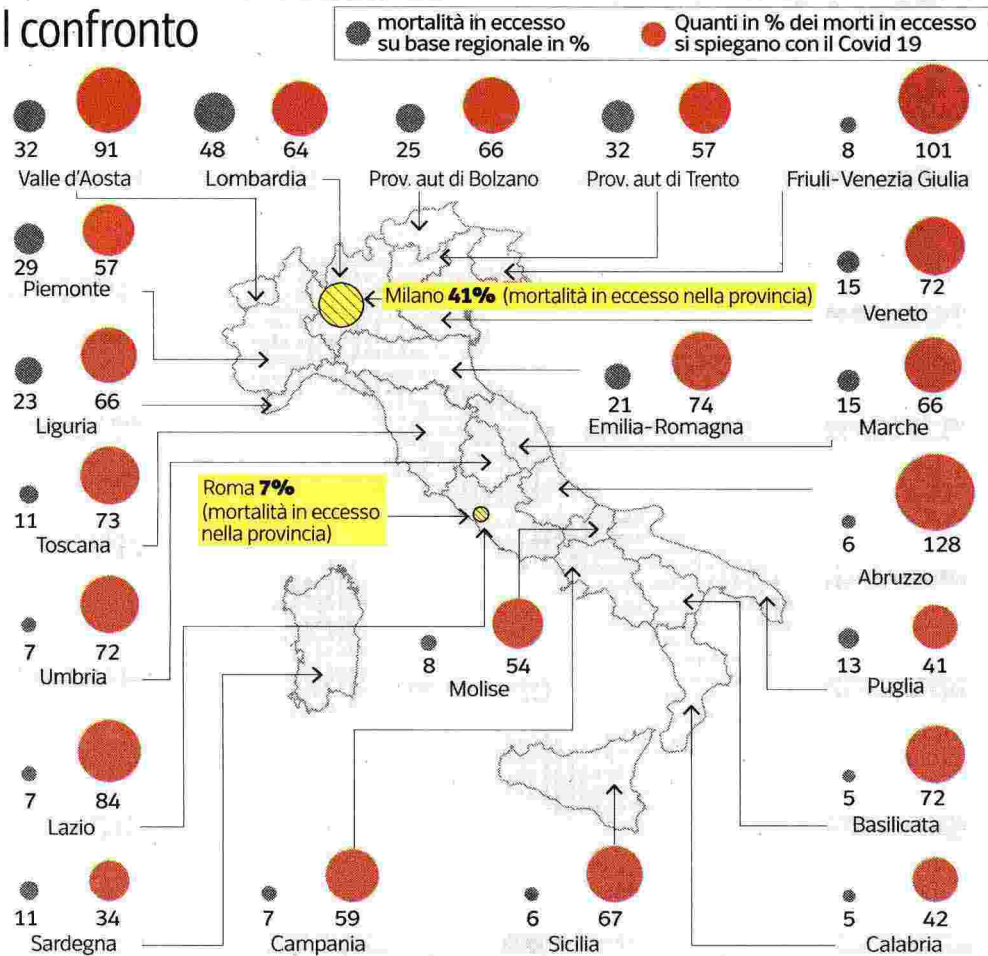 l confronto
mortalità in eccesso
su base regionale in %
Quanti in % dei morti in eccesso
si spiegano con il Covid 19
32 91
Valle d'Aosta
48 64
Lombardia
25 66
Prov. aut di Bolzano
32 57
Prov. aut di Trento
8 101
Friuli-Venezia Giulia
29 57
Piemonte
Milano 41% (mortalità in eccesso nella provincia)
15 72
Veneto
23 66
Liguria
21 74
Emilia-Romagna
15 66
Marche
11 73
Toscana
Roma 7%
(mortalità in eccesso
nella provincia)
6 128
Abruzzo
7 72
Umbria
8 54
Molise
13 41
Puglia
7 84
Lazio
5 72
Basilicata
11 34
Sardegna
7 59
Campania
6 67
Sicilia
5 42
Calabria